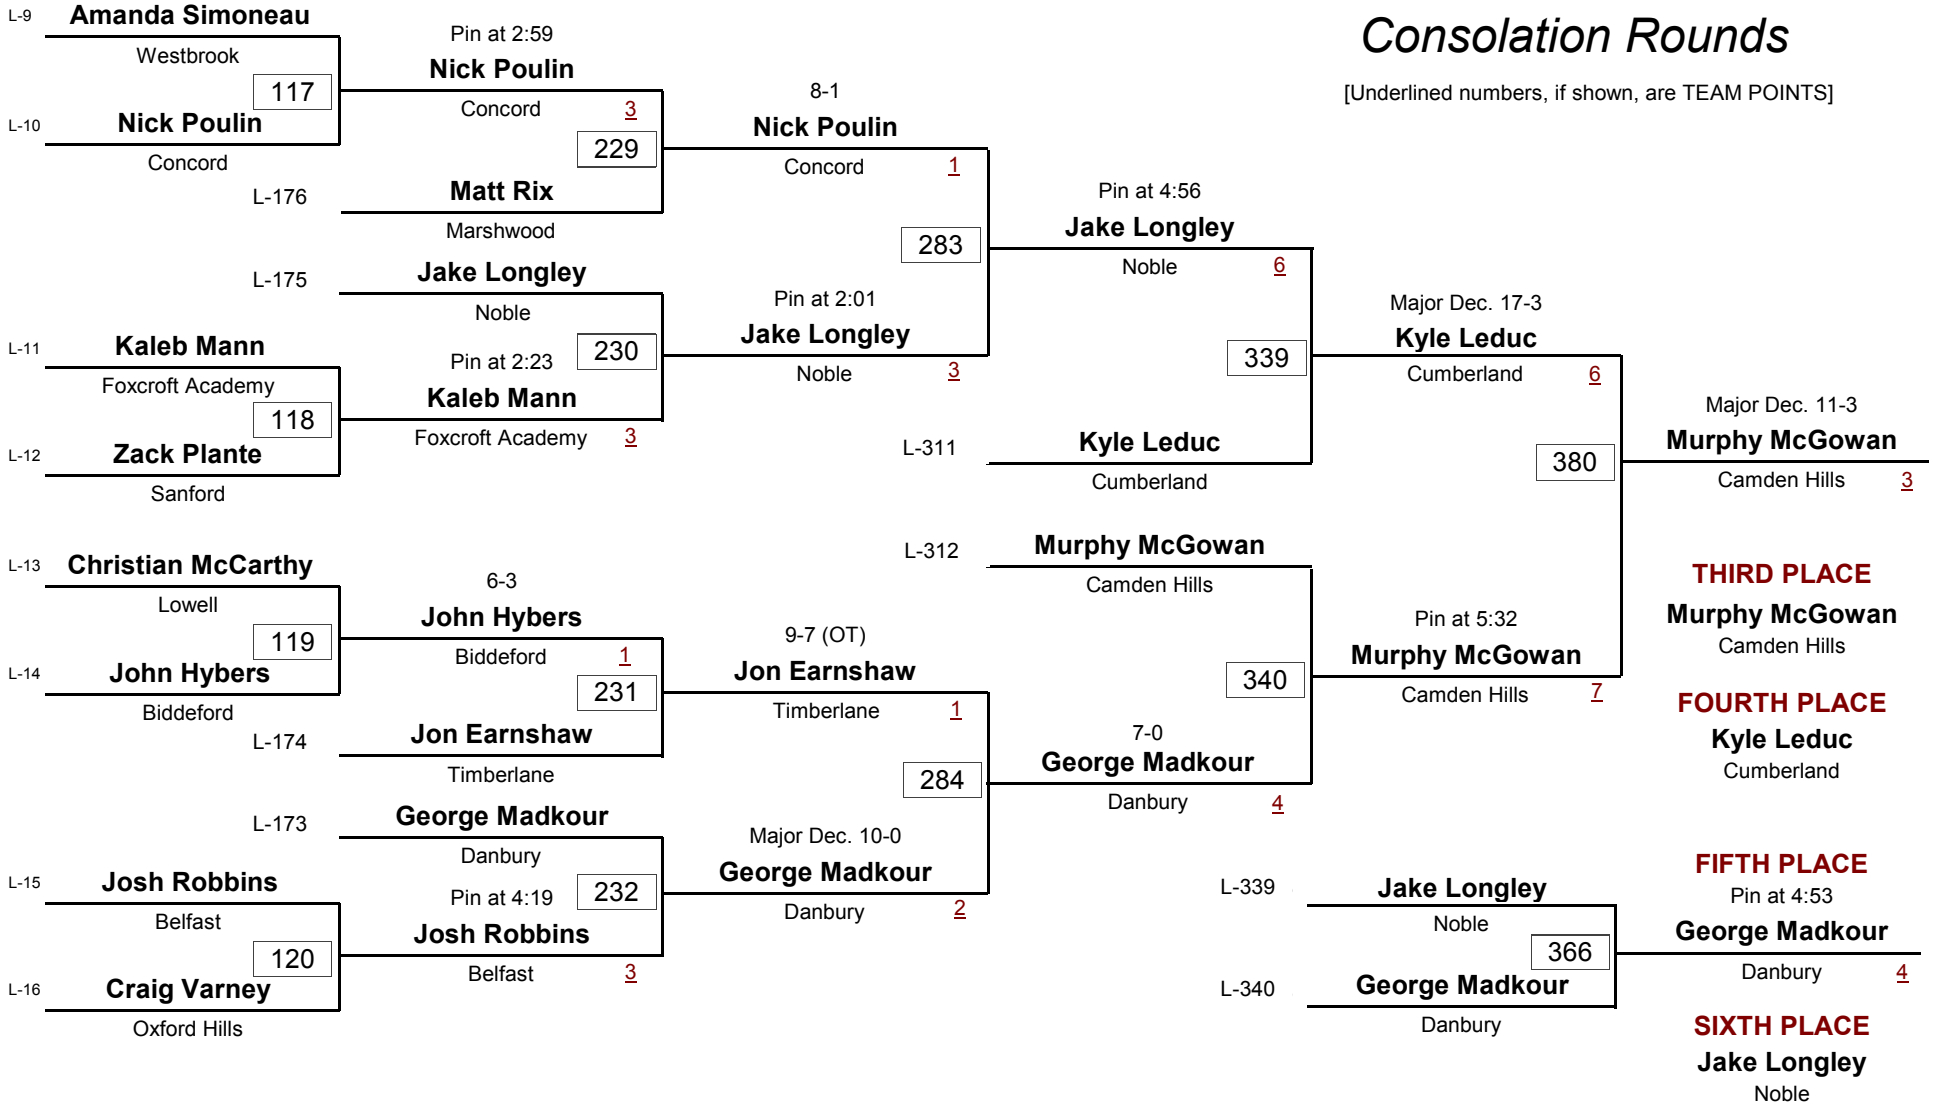 Consolation Rounds
[Underlined numbers, if shown, are TEAM POINTS]
L-9
Amanda Simoneau
Westbrook
117
L-10
Nick Poulin
Concord
L-11
Kaleb Mann
Foxcroft Academy
118
L-12
Zack Plante
Sanford
L-13
Christian McCarthy
Lowell
119
L-14
John Hybers
Biddeford
L-15
Josh Robbins
Belfast
120
L-16
Craig Varney
Oxford Hills
Pin at 2:59
Nick Poulin
Concord
3
229
L-176
Matt Rix
Marshwood
L-175
Jake Longley
Noble
230
Pin at 2:23
Kaleb Mann
Foxcroft Academy
3
6-3
John Hybers
Biddeford
1
231
L-174
Jon Earnshaw
Timberlane
L-173
George Madkour
Danbury
232
Pin at 4:19
Josh Robbins
Belfast
3
8-1
Nick Poulin
Concord
1
283
Pin at 2:01
Jake Longley
Noble
3
9-7 (OT)
Jon Earnshaw
Timberlane
1
284
Major Dec. 10-0
George Madkour
Danbury
2
Pin at 4:56
Jake Longley
Noble
6
339
L-311
Kyle Leduc
Cumberland
L-312
Murphy McGowan
Camden Hills
340
7-0
George Madkour
Danbury
4
Major Dec. 17-3
Kyle Leduc
Cumberland
6
380
Pin at 5:32
Murphy McGowan
Camden Hills
7
Major Dec. 11-3
Murphy McGowan
Camden Hills
3
THIRD PLACE
Murphy McGowan
Camden Hills
FOURTH PLACE
Kyle Leduc
Cumberland
L-339
Jake Longley
Noble
366
L-340
George Madkour
Danbury
FIFTH PLACE
Pin at 4:53
George Madkour
Danbury
4
SIXTH PLACE
Jake Longley
Noble